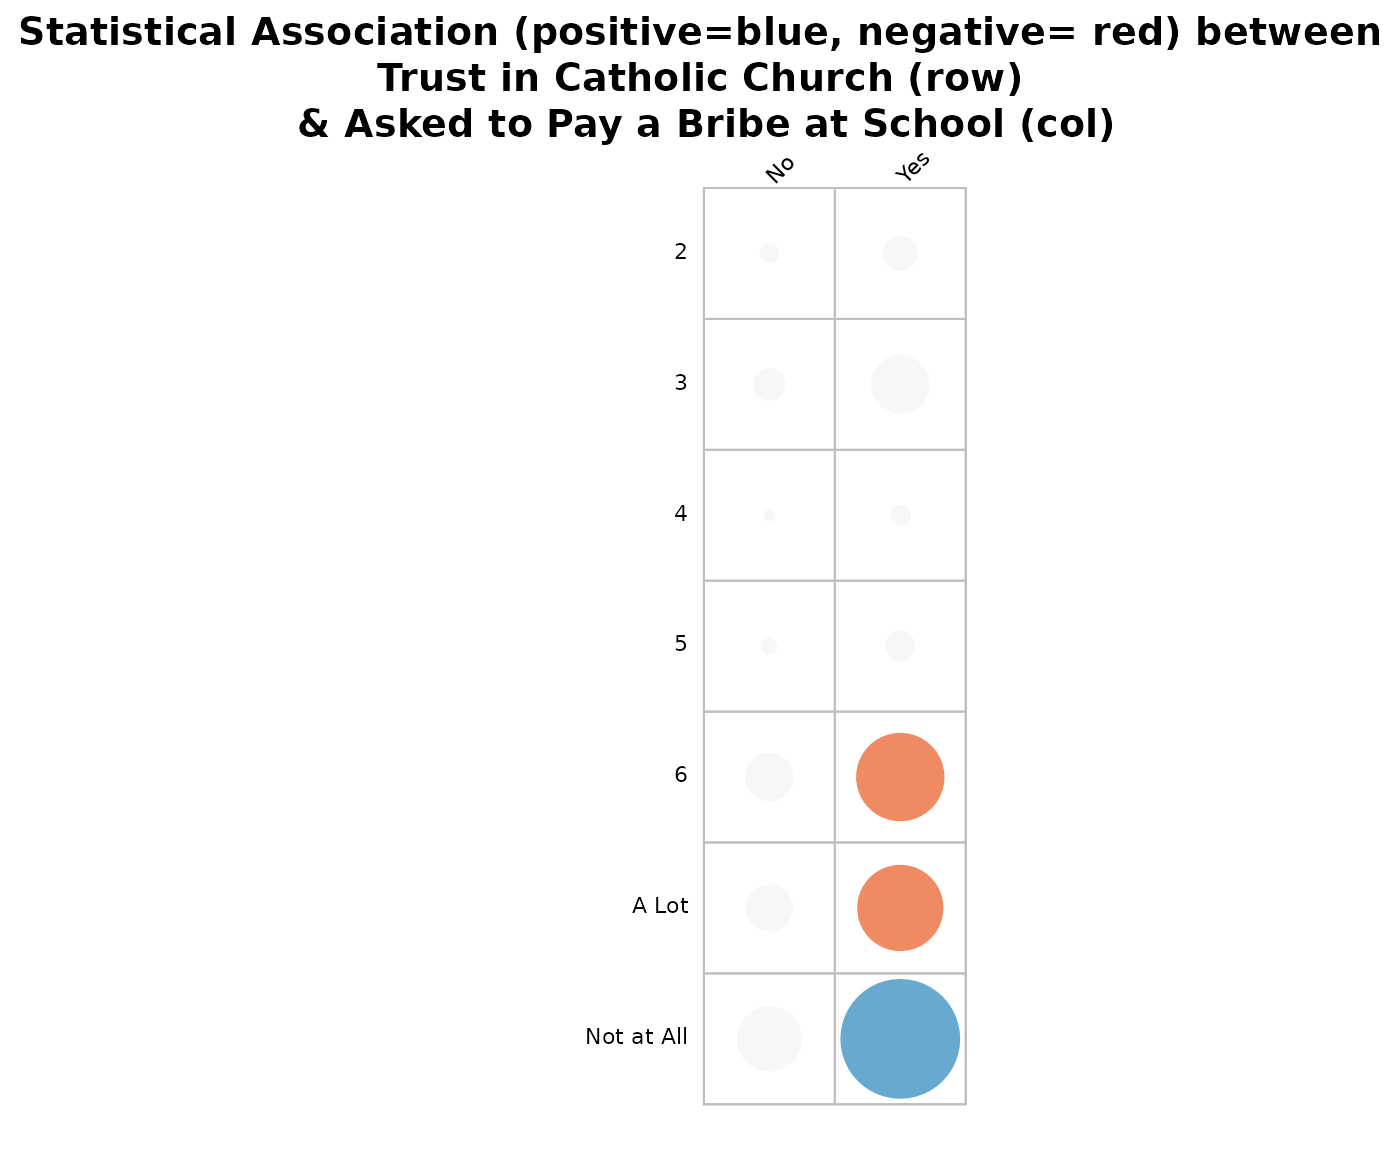 Statistical Association (positive=blue, negative= red) between
Trust in Catholic Church (row)
& Asked to Pay a Bribe at School (col)
No
Yes
2
3
4
5
6
A Lot
Not at All